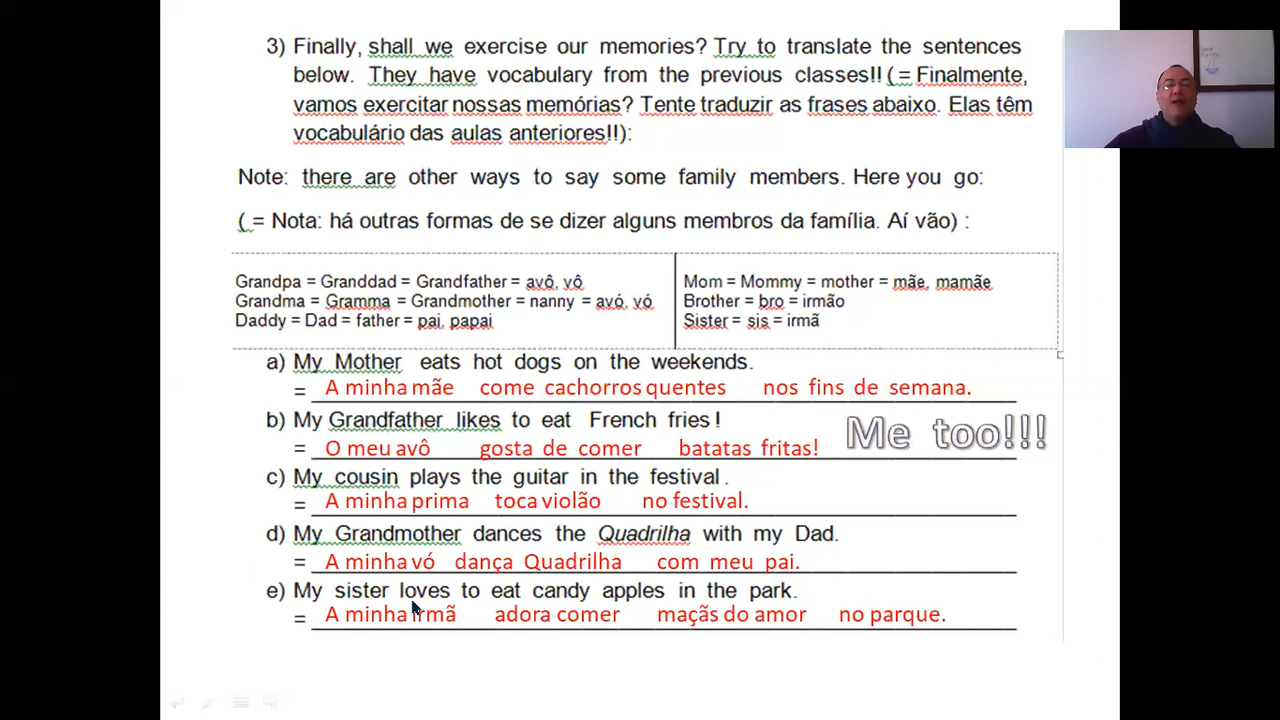 3) Finally, shall we exercise our memories? Try to translate the sentences
below. They have vocabulary from the previous classes!! ( = Finalmente,
vamos exercitar nossas memórias? Tente traduzir as frases abaixo. Elas têm
vocabulário das aulas anteriores!!):
Note: there are other ways to say some family members. Here you go:
( = Nota: há outras formas de se dizer alguns membros da família. Aí vão) :
Grandpa = Granddad = Grandfather = avô, vô
Grandma = Gramma = Grandmother = nanny = avó, vó
Daddy = Dad = father = pai, papai
Mom = Mommy = mother = mãe, mamãe
Brother = bro = irmão
Sister = sis = irmã
a) My Mother eats hot dogs on the weekends.
= A minha mãe come cachorros quentes nos fins de semana.
b) My Grandfather likes to eat French fries !
= O meu avô gosta de comer batatas fritas!
Me too!!!
c) My cousin plays the guitar in the festival .
= A minha prima toca violão no festival.
d) My Grandmother dances the Quadrilha with my Dad.
= A minha vó dança Quadrilha com meu pai.
e) My sister loves to eat candy apples in the park.
= A minha irmã adora comer maçãs do amor no parque.